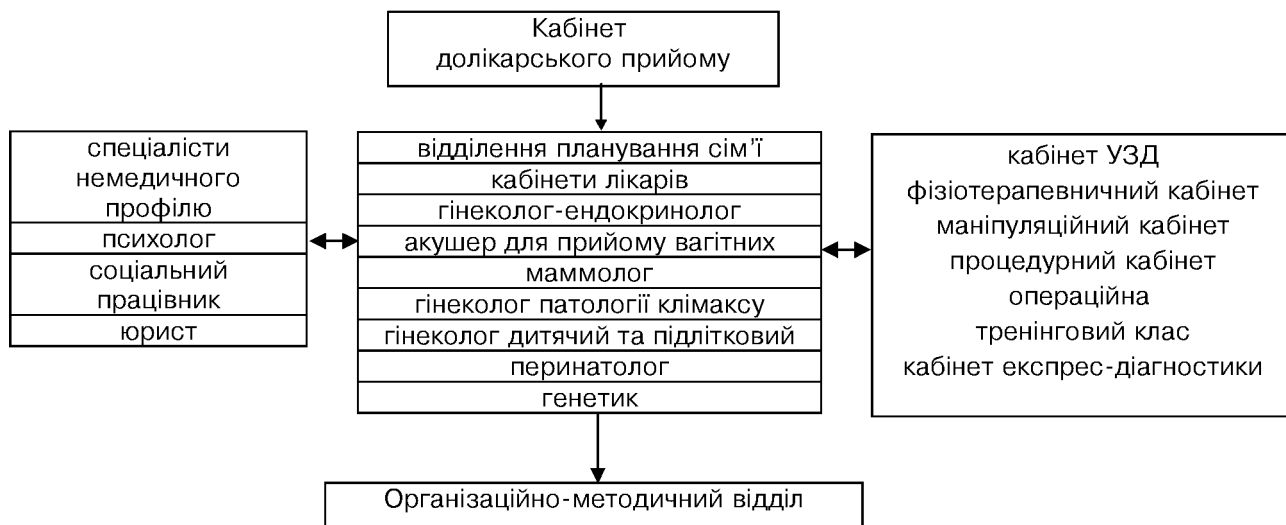 Кабінет
долікарського прийому
спеціалісти
немедичного
профілю
психолог
соціальний
працівник
юрист
відділення планування сім’ї
кабінети лікарів
гінеколог-ендокринолог
акушер для прийому вагітних
маммолог
гінеколог патології клімаксу
гінеколог дитячий та підлітковий
перинатолог
генетик
кабінет УЗД
фізіотерапевничний кабінет
маніпуляційний кабінет
процедурний кабінет
операційна
тренінговий клас
кабінет експрес-діагностики
Організаційно-методичний відділ